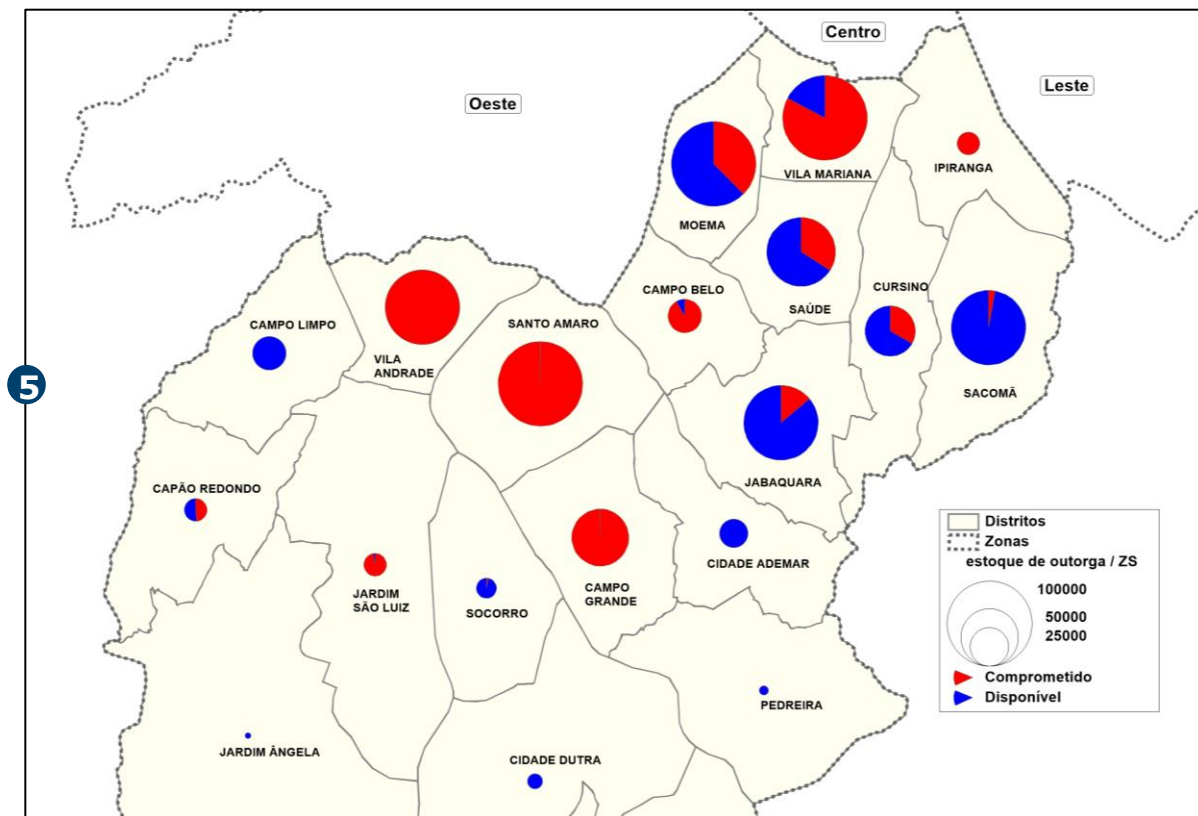 Centro
Leste
Oeste
IPIRANGA
VILA MARIANA
MOEMA
CAMPO BELO
SAÚDE
CURSINO
CAMPO LIMPO
SANTO AMARO
VILA
ANDRADE
5
SACOMÃ
JABAQUARA
CAPÃO REDONDO
CIDADE ADEMAR
JARDIM
SÃO LUIZ
SOCORRO
CAMPO
GRANDE
PEDREIRA
JARDIM ÂNGELA
CIDADE DUTRA
Distritos
Zonas
estoque de outorga / ZS
100000
50000
25000
Comprometido
Disponível